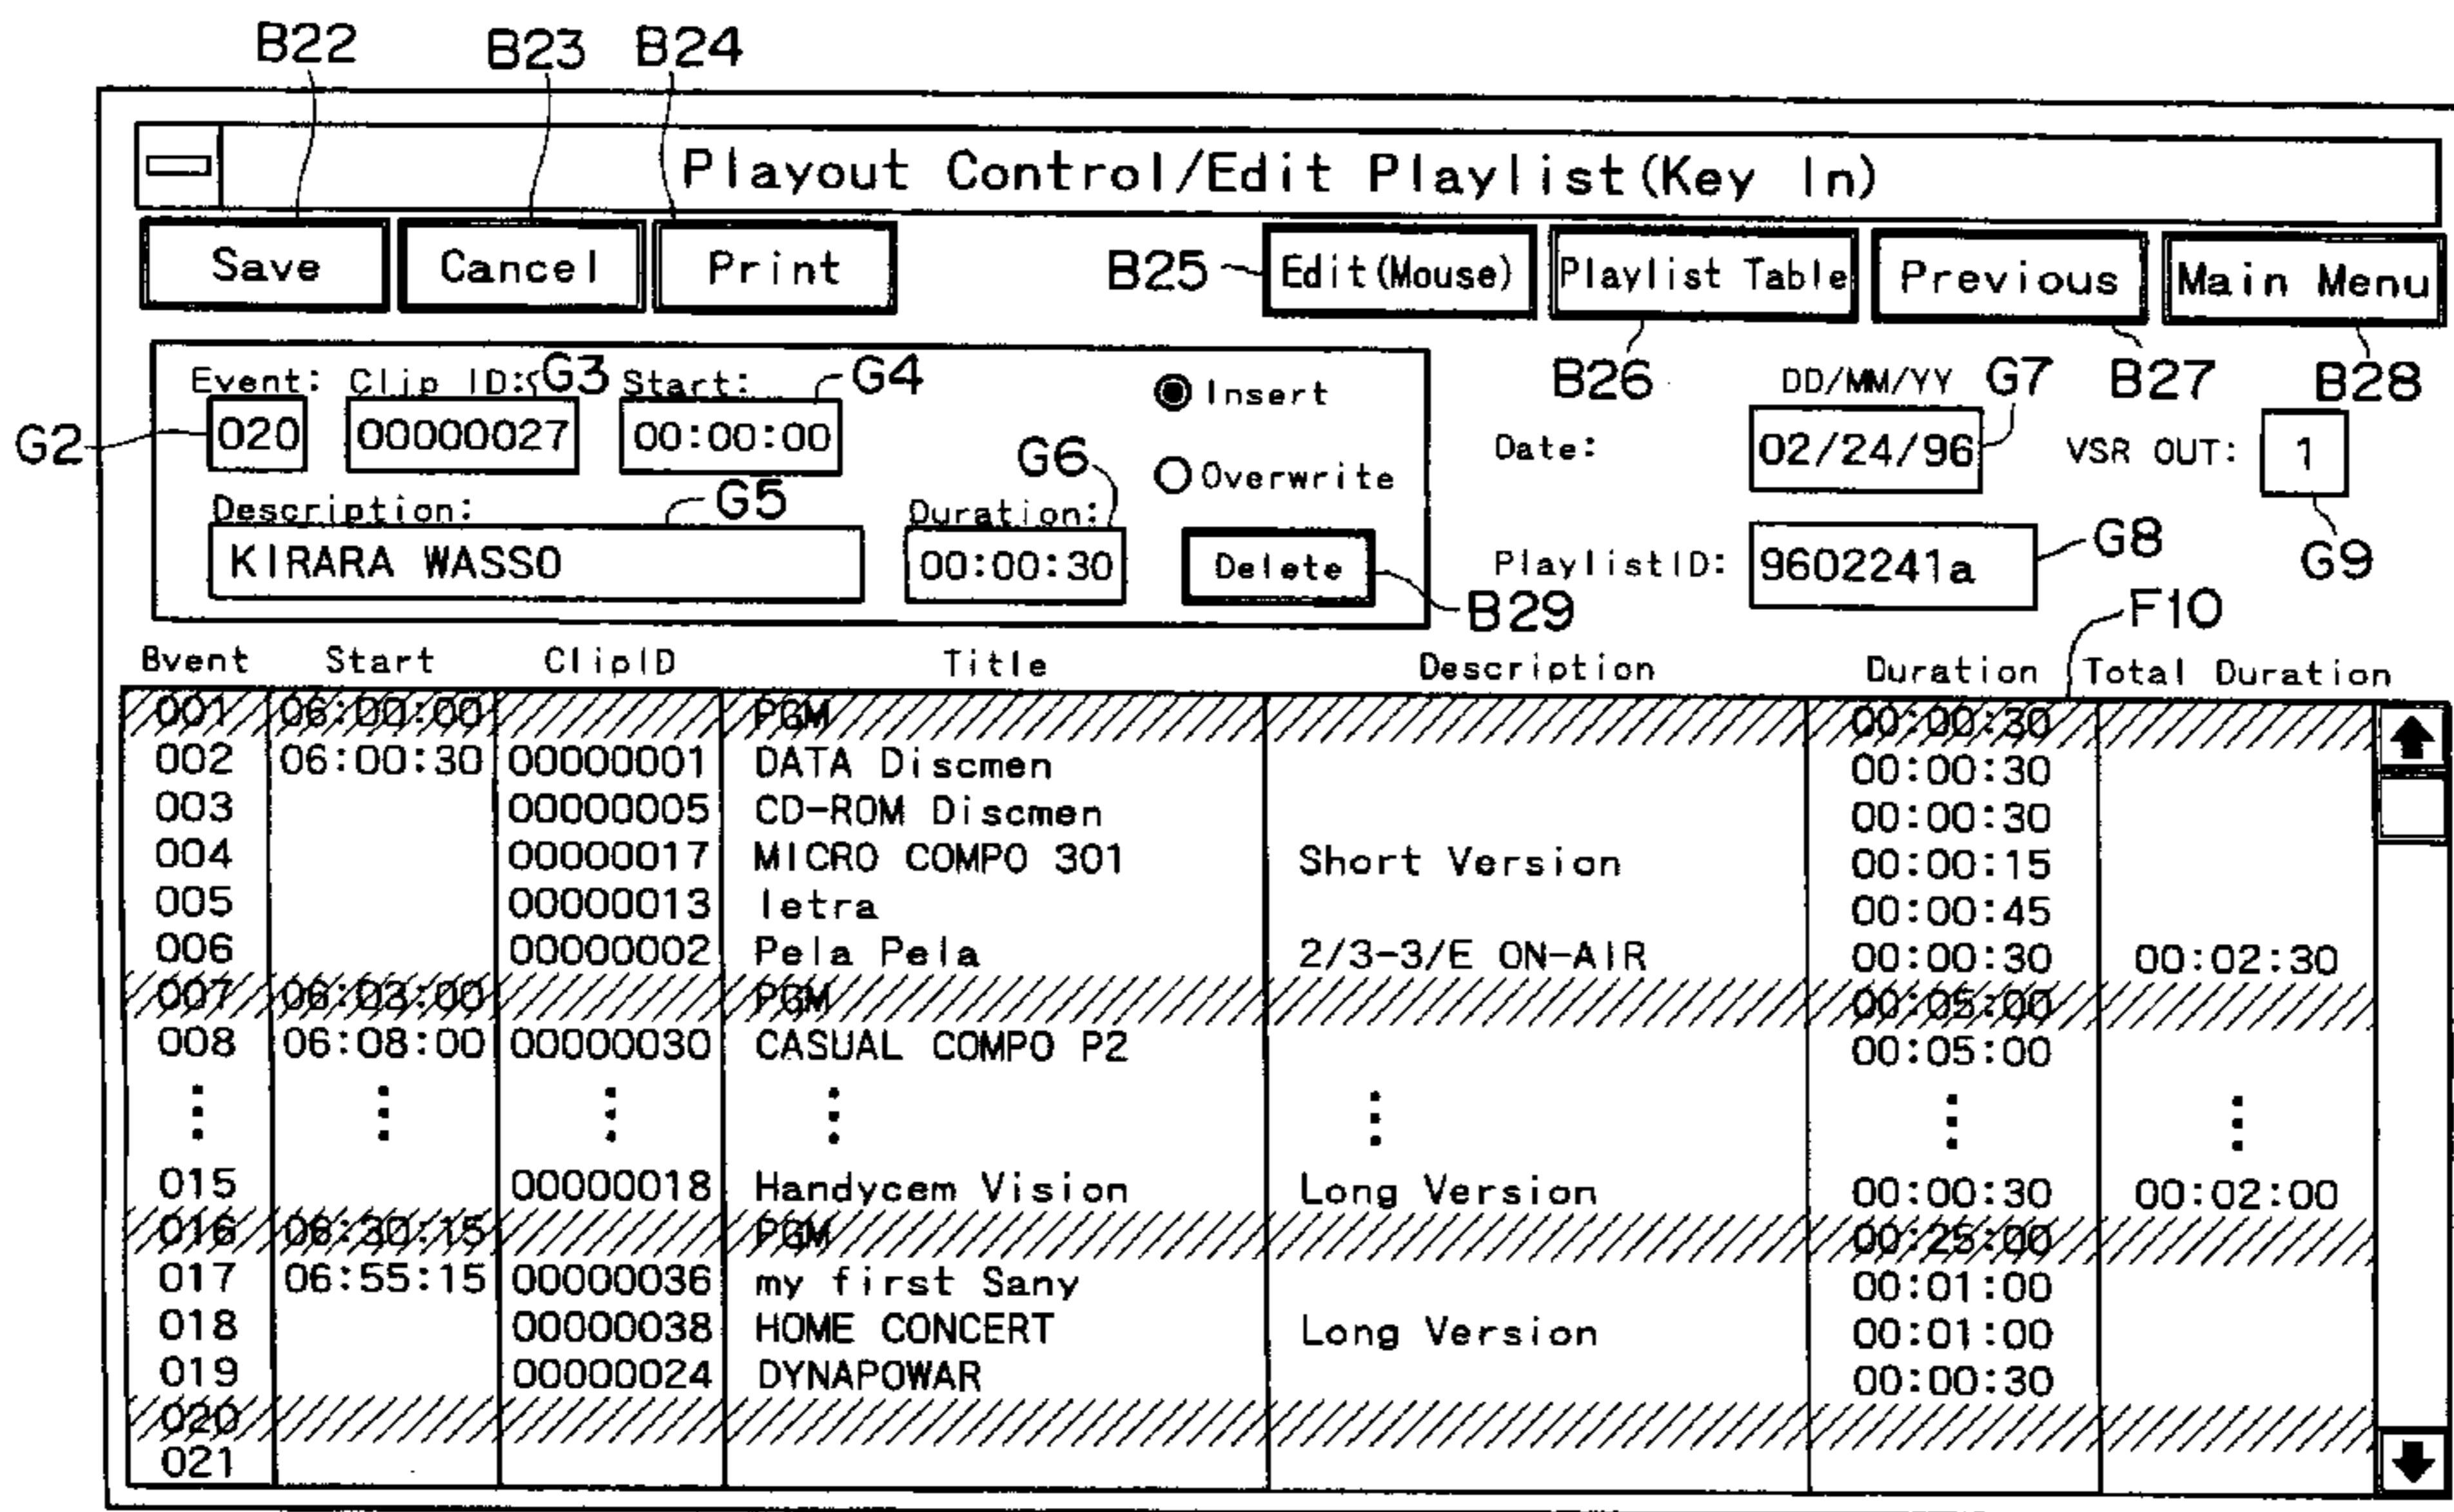 B22 B23 B24
Playout Control/Edit Playlist(Key In)
Save Cancel Print B25 Edit(Mouse) Playlist Table Previous Main Menu
Event: Clip ID: G3 Start: G4 Insert B26 DD/MM/YY G7 B27 B28
G2 020 00000027 00:00:00 G6 Overwrite Date: 02/24/96 VSR OUT: 1
Description: G5 Duration: G8 G9
KIRARA WASSO 00:00:30 Delete B29 PlaylistID: 9602241a F10
Bvent Start ClipID Title Description Duration Total Duration
001 06:00:00 PGM 00:00:30
002 06:00:30 00000001 DATA Discmen 00:00:30
003 00000005 CD-ROM Discmen 00:00:30
004 00000017 MICRO COMPO 301 Short Version 00:00:15
005 00000013 letra 00:00:45
006 00000002 Pela Pela 2/3-3/E ON-AIR 00:00:30 00:02:30
007 06:03:00 PGM 00:05:00
008 06:08:00 00000030 CASUAL COMPO P2 00:05:00
015 00000018 Handycem Vision Long Version 00:00:30 00:02:00
016 06:30:15 PGM 00:25:00
017 06:55:15 00000036 my first Sany 00:01:00
018 00000038 HOME CONCERT Long Version 00:01:00
019 00000024 DYNAPOWAR 00:00:30
020
021